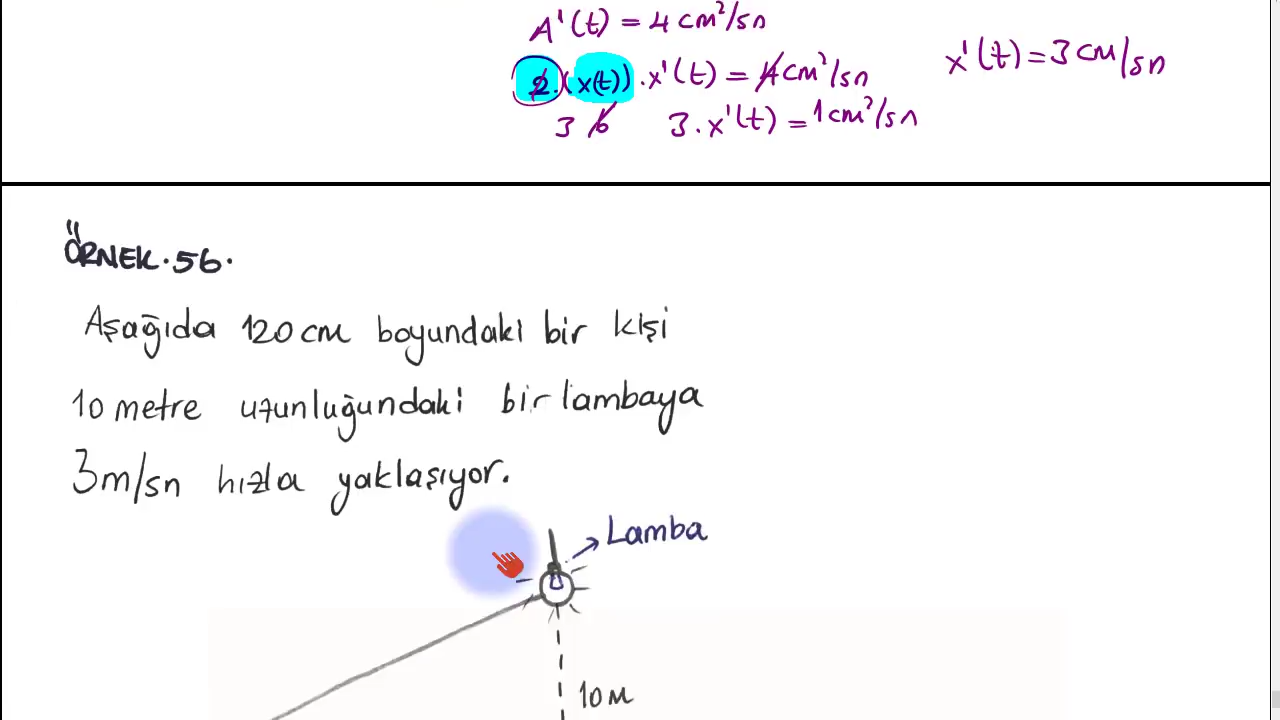 A'(t) = 4 cm²/sn
2.(x(t)).x'(t) = 4 cm²/sn
x'(t) = 3 cm/sn
3 6 3.x'(t) = 1 cm²/sn
ÖRNEK.56.
Aşağıda 120 cm boyundaki bir kişi
10 metre uzunluğundaki bir lambaya
3m/sn hızla yaklaşıyor.
Lamba
10M